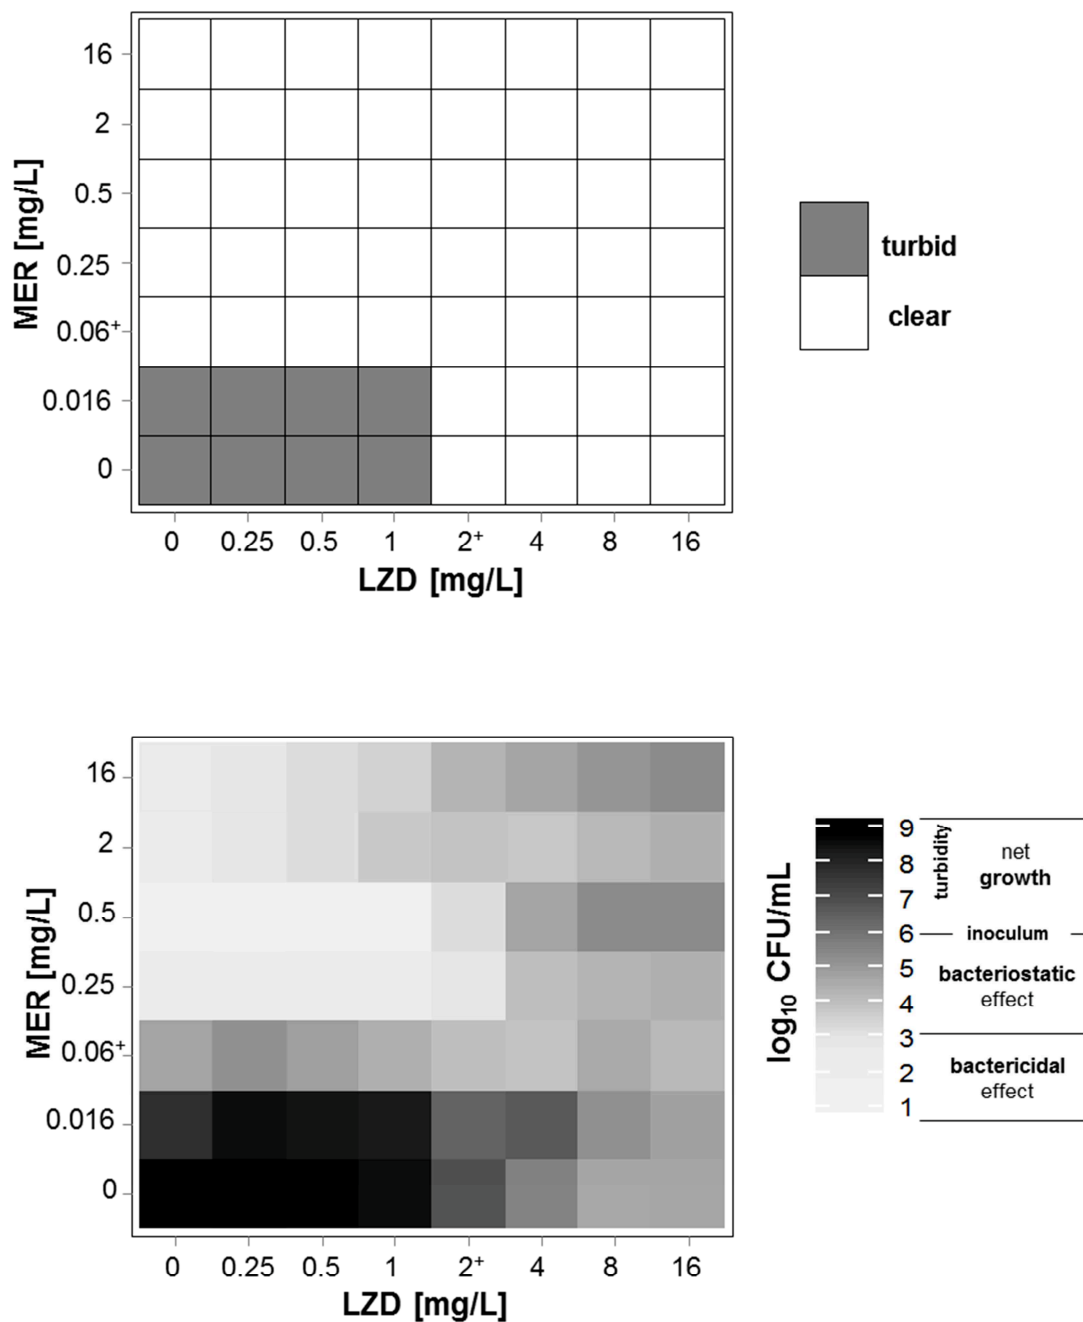 16
2
0.5
0.25
0.06+
0.016
0
MER [mg/L]
0 0.25 0.5 1 2+ 4 8 16
LZD [mg/L]
turbid
clear
16
2
0.5
0.25
0.06+
0.016
0
MER [mg/L]
0 0.25 0.5 1 2+ 4 8 16
LZD [mg/L]
log10 CFU/mL
9
8
7
6
5
4
3
2
1
turbidity
net
growth
inoculum
bacteriostatic
effect
bactericidal
effect